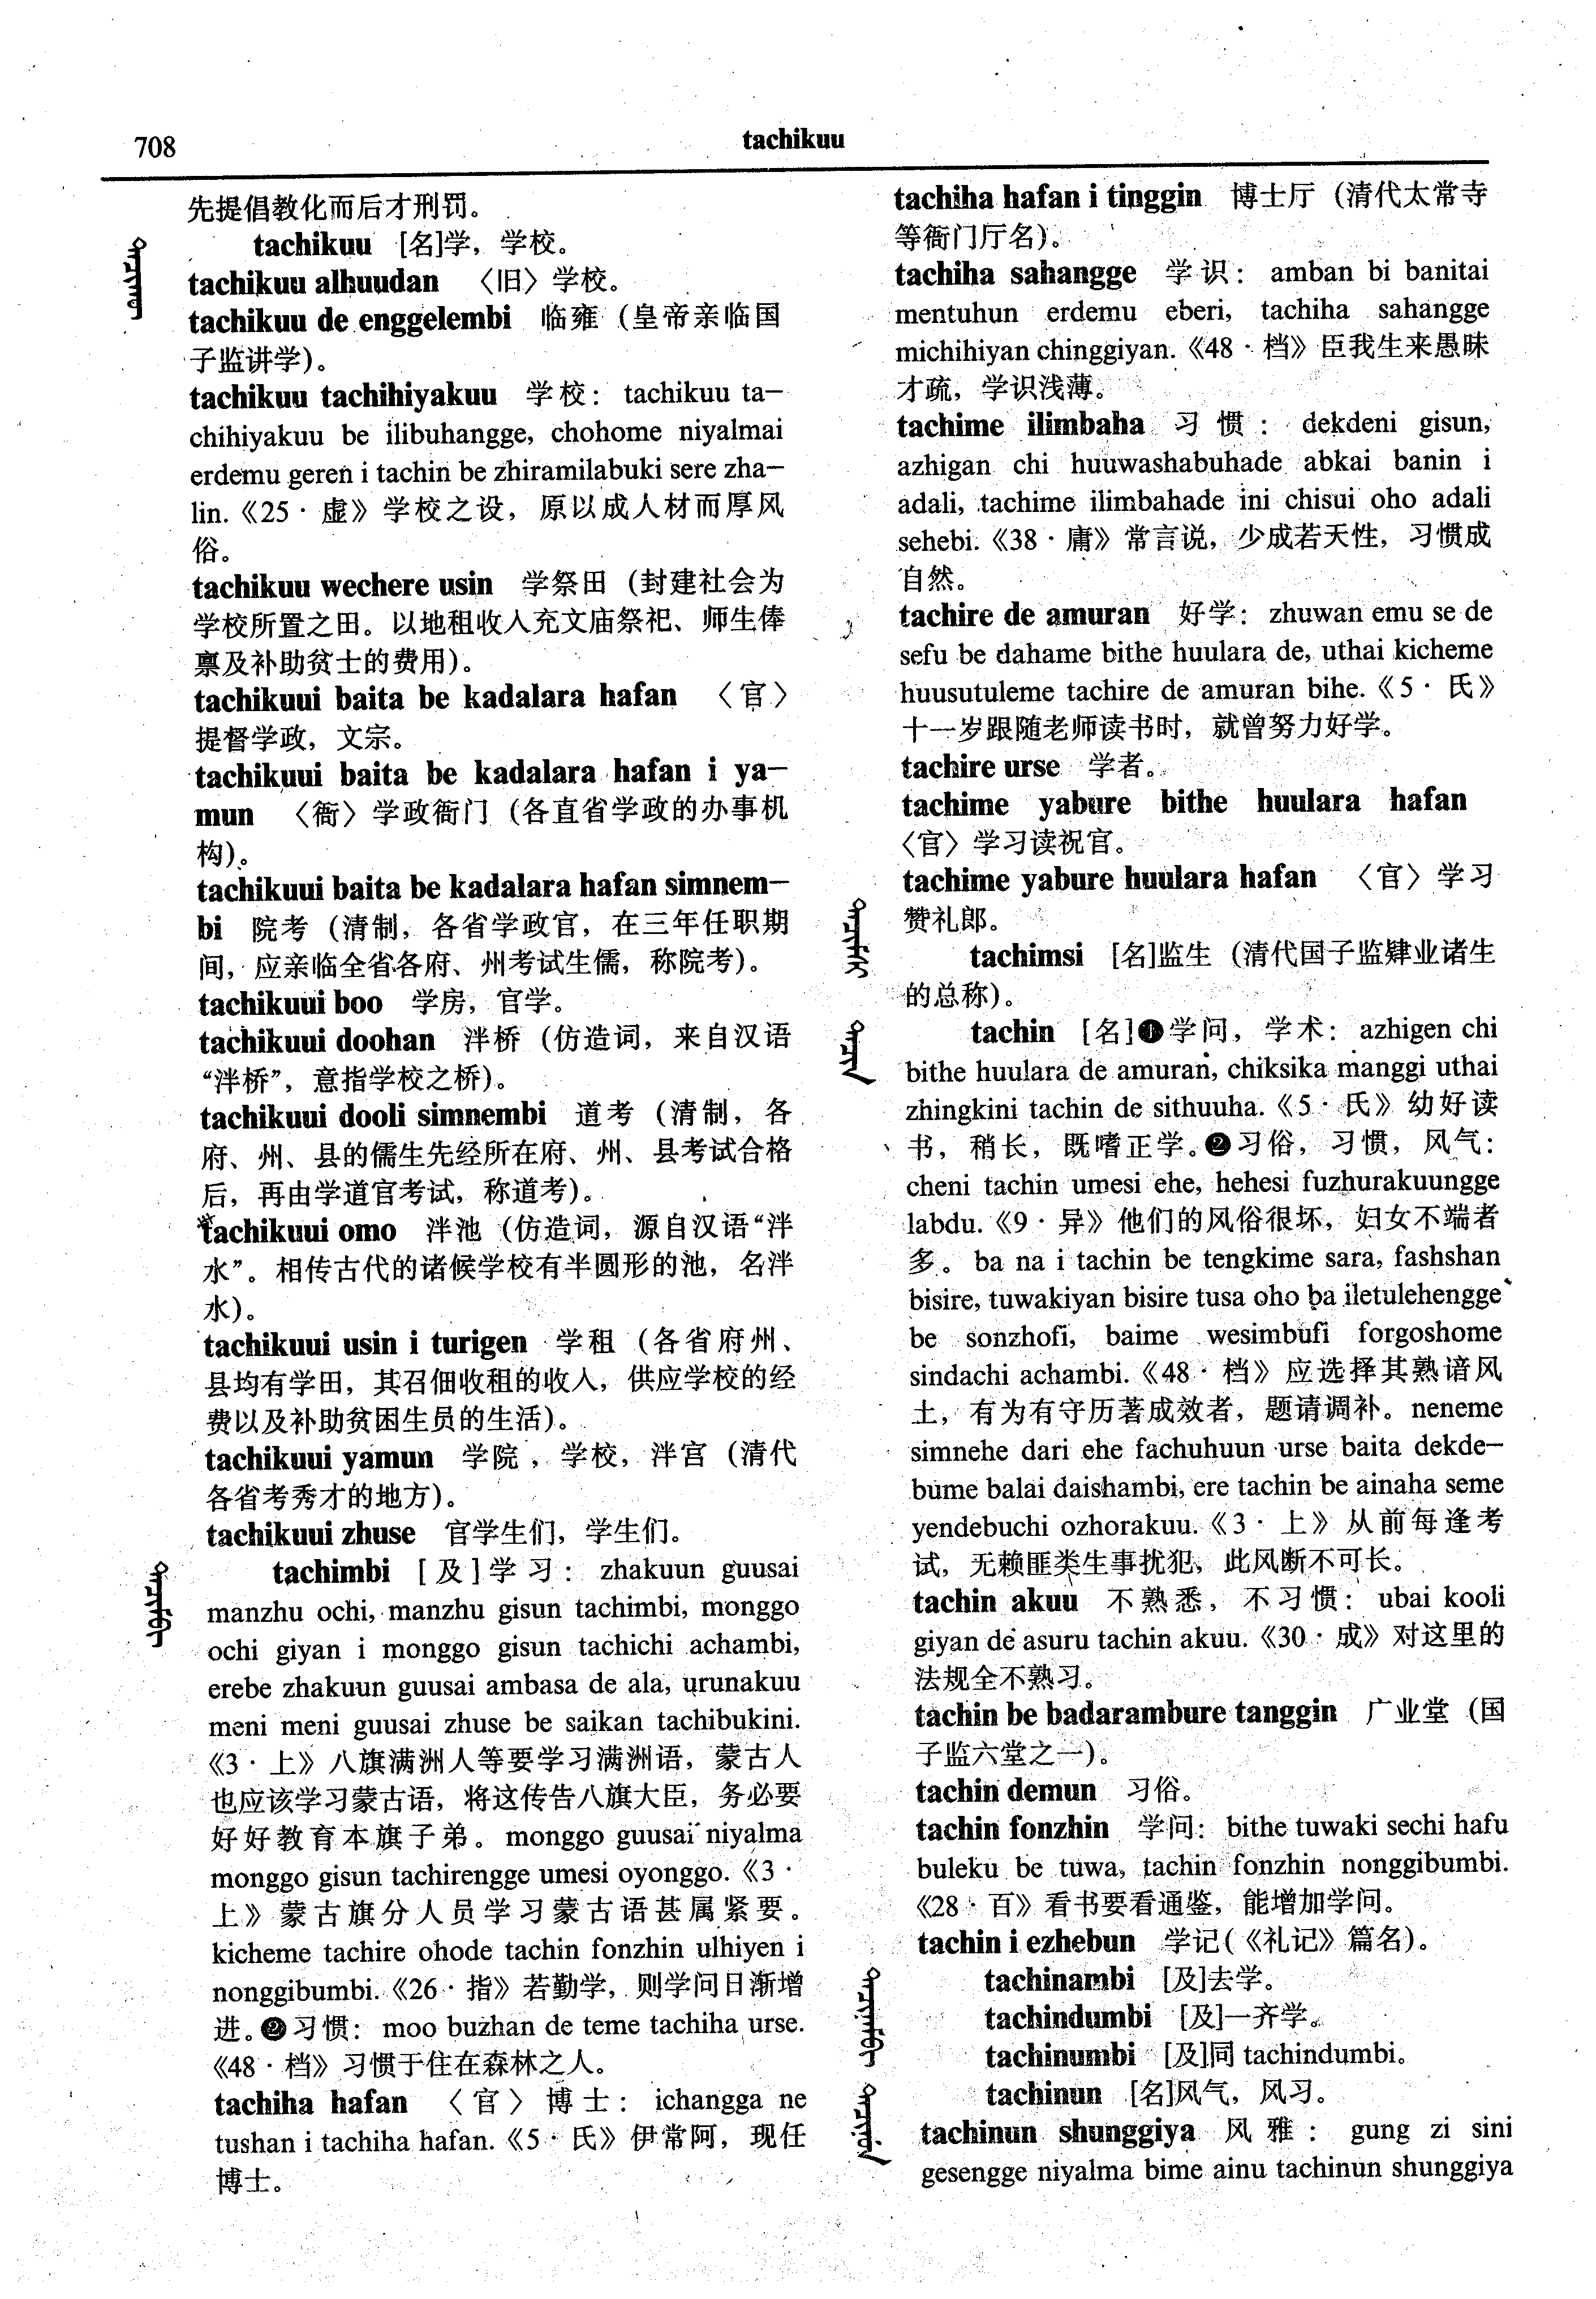 708
tachikuu
先提倡教化而后才刑罚。
tachikuu [名]学，学校。
tachikuu alhuudan 〈旧〉学校。
tachikuu de enggelembi 临雍（皇帝亲临国
子监讲学）。
tachikuu tachihiyakuu 学校：tachikuu ta—
chihiyakuu be ilibuhangge, chohome niyalmai
erdemu geren i tachin be zhiramilabuki sere zha—
lin.《25·虚》学校之设，原以成人材而厚风
俗。
tachikuu wechere usin 学祭田（封建社会为
学校所置之田。以地租收入充文庙祭祀、师生俸
禀及补助贫士的费用）。
tachikuui baita be kadalara hafan 〈官〉
提督学政，文宗。
tachikuui baita be kadalara hafan i ya—
mun 〈衙〉学政衙门（各直省学政的办事机
构）。
tachikuui baita be kadalara hafan simnem—
bi 院考（清制，各省学政官，在三年任职期
间，应亲临全省各府、州考试生儒，称院考）。
tachikuui boo 学房，官学。
tachikuui doohan 泮桥（仿造词，来自汉语
“泮桥”，意指学校之桥）。
tachikuui dooli simnembi 道考（清制，各
府、州、县的儒生先经所在府、州、县考试合格
后，再由学道官考试，称道考）。
tachikuui omo 泮池（仿造词，源自汉语“泮
水”。相传古代的诸候学校有半圆形的池，名泮
水）。
tachikuui usin i turigen 学租（各省府州、
县均有学田，其召佃收租的收入，供应学校的经
费以及补助贫困生员的生活）。
tachikuui yamun 学院，学校，泮宫（清代
各省考秀才的地方）。
tachikuui zhuse 官学生们，学生们。
tachimbi [及]学习：zhakuun guusai
manzhu ochi, manzhu gisun tachimbi, monggo
ochi giyan i monggo gisun tachichi achambi,
erebe zhakuun guusai ambasa de ala, urunakuu
meni meni guusai zhuse be saikan tachibukini.
《3·上》八旗满洲人等要学习满洲语，蒙古人
也应该学习蒙古语，将这传告八旗大臣，务必要
好好教育本旗子弟。monggo guusai niyalma
monggo gisun tachirengge umesi oyonggo.《3·
上》蒙古旗分人员学习蒙古语甚属紧要。
kicheme tachire ohode tachin fonzhin ulhiyen i
nonggibumbi.《26·指》若勤学，则学问日渐增
进。❷习惯：moo buzhan de teme tachiha urse.
《48·档》习惯于住在森林之人。
tachiha hafan 〈官〉博士：ichangga ne
tushan i tachiha hafan.《5·氏》伊常阿，现任
博士。
tachiha hafan i tinggin 博士厅（清代太常寺
等衙门厅名）。
tachiha sahangge 学识：amban bi banitai
mentuhun erdemu eberi, tachiha sahangge
michihiyan chinggiyan.《48·档》臣我生来愚昧
才疏，学识浅薄。
tachime ilimbaha 习惯：dekdeni gisun,
azhigan chi huuwashabuhade abkai banin i
adali, tachime ilimbahade ini chisui oho adali
sehebi.《38·庸》常言说，少成若天性，习惯成
自然。
tachire de amuran 好学：zhuwan emu se de
sefu be dahame bithe huulara de, uthai kicheme
huusutuleme tachire de amuran bihe.《5·氏》
十一岁跟随老师读书时，就曾努力好学。
tachire urse 学者。
tachime yabure bithe huulara hafan
〈官〉学习读祝官。
tachime yabure huulara hafan 〈官〉学习
赞礼郎。
tachimsi [名]监生（清代国子监肄业诸生
的总称）。
tachin [名]❶学问，学术：azhigen chi
bithe huulara de amuran, chiksika manggi uthai
zhingkini tachin de sithuuha.《5·氏》幼好读
书，稍长，既嗜正学。❷习俗，习惯，风气：
cheni tachin umesi ehe, hehesi fuzhurakuungge
labdu.《9·异》他们的风俗很坏，妇女不端者
多。ba na i tachin be tengkime sara, fashshan
bisire, tuwakiyan bisire tusa oho ba iletulehengge
be sonzhofi, baime wesimbufi forgoshome
sindachi achambi.《48·档》应选择其熟谙风
土，有为有守历著成效者，题请调补。neneme
simnehe dari ehe fachuhuun urse baita dekde—
bume balai daishambi, ere tachin be ainaha seme
yendebuchi ozhorakuu.《3·上》从前每逢考
试，无赖匪类生事扰犯，此风断不可长。
tachin akuu 不熟悉，不习惯：ubai kooli
giyan de asuru tachin akuu.《30·成》对这里的
法规全不熟习。
tachin be badarambure tanggin 广业堂（国
子监六堂之一）。
tachin demun 习俗。
tachin fonzhin 学问：bithe tuwaki sechi hafu
buleku be tuwa, tachin fonzhin nonggibumbi.
《28·百》看书要看通鉴，能增加学问。
tachin i ezhebun 学记（《礼记》篇名）。
tachinambi [及]去学。
tachindumbi [及]一齐学。
tachinumbi [及]同 tachindumbi。
tachinun [名]风气，风习。
tachinun shunggiya 风雅：gung zi sini
gesengge niyalma bime ainu tachinun shunggiya